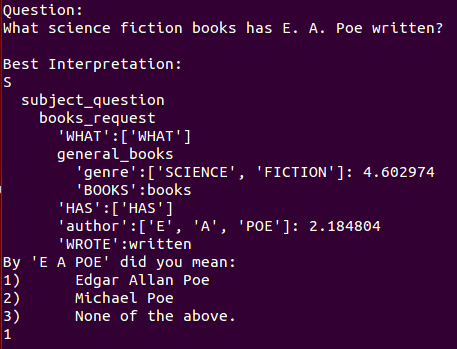 Question:
What science fiction books has E. A. Poe written?

Best Interpretation:
S
  subject_question
    books_request
      'WHAT':['WHAT']
      general_books
        'genre':['SCIENCE', 'FICTION']: 4.602974
        'BOOKS':books
      'HAS':['HAS']
      'author':['E', 'A', 'POE']: 2.184804
      'WROTE':written
By 'E A POE' did you mean:
1)      Edgar Allan Poe
2)      Michael Poe
3)      None of the above.
1